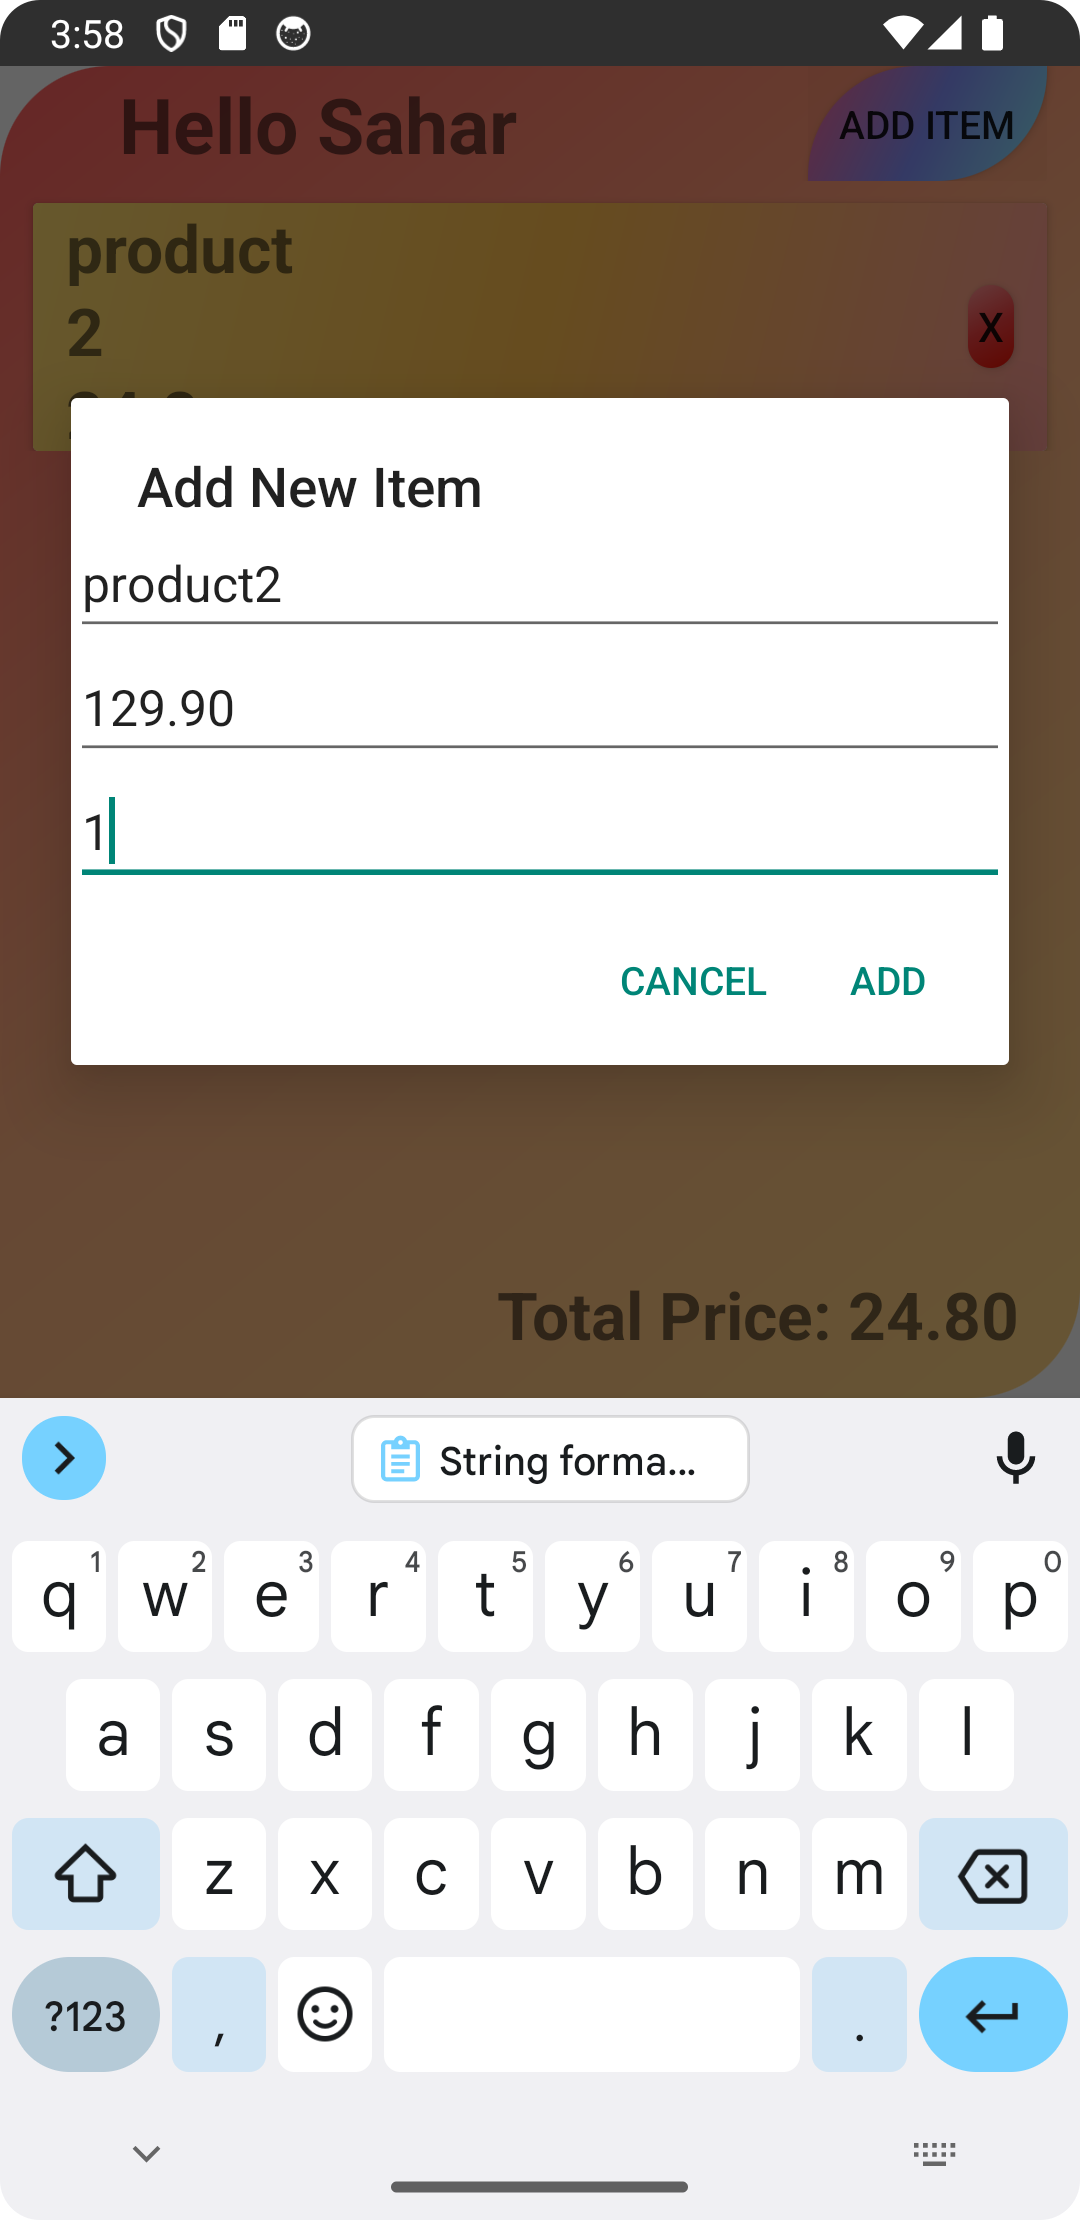 3:58
Hello Sahar
ADD ITEM
product
2
X
Add New Item
product2
129.90
1
CANCEL ADD
Total Price: 24.80
String forma...
q 1 w 2 e 3 r 4 t 5 y 6 u 7 i 8 o 9 p 0
a s d f g h j k l
z x c v b n m
?123 , .